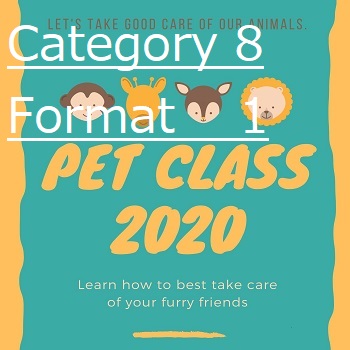 LET'S TAKE GOOD CARE OF OUR ANIMALS.
Category 8
Format 1
PET CLASS
2020
Learn how to best take care
of your furry friends